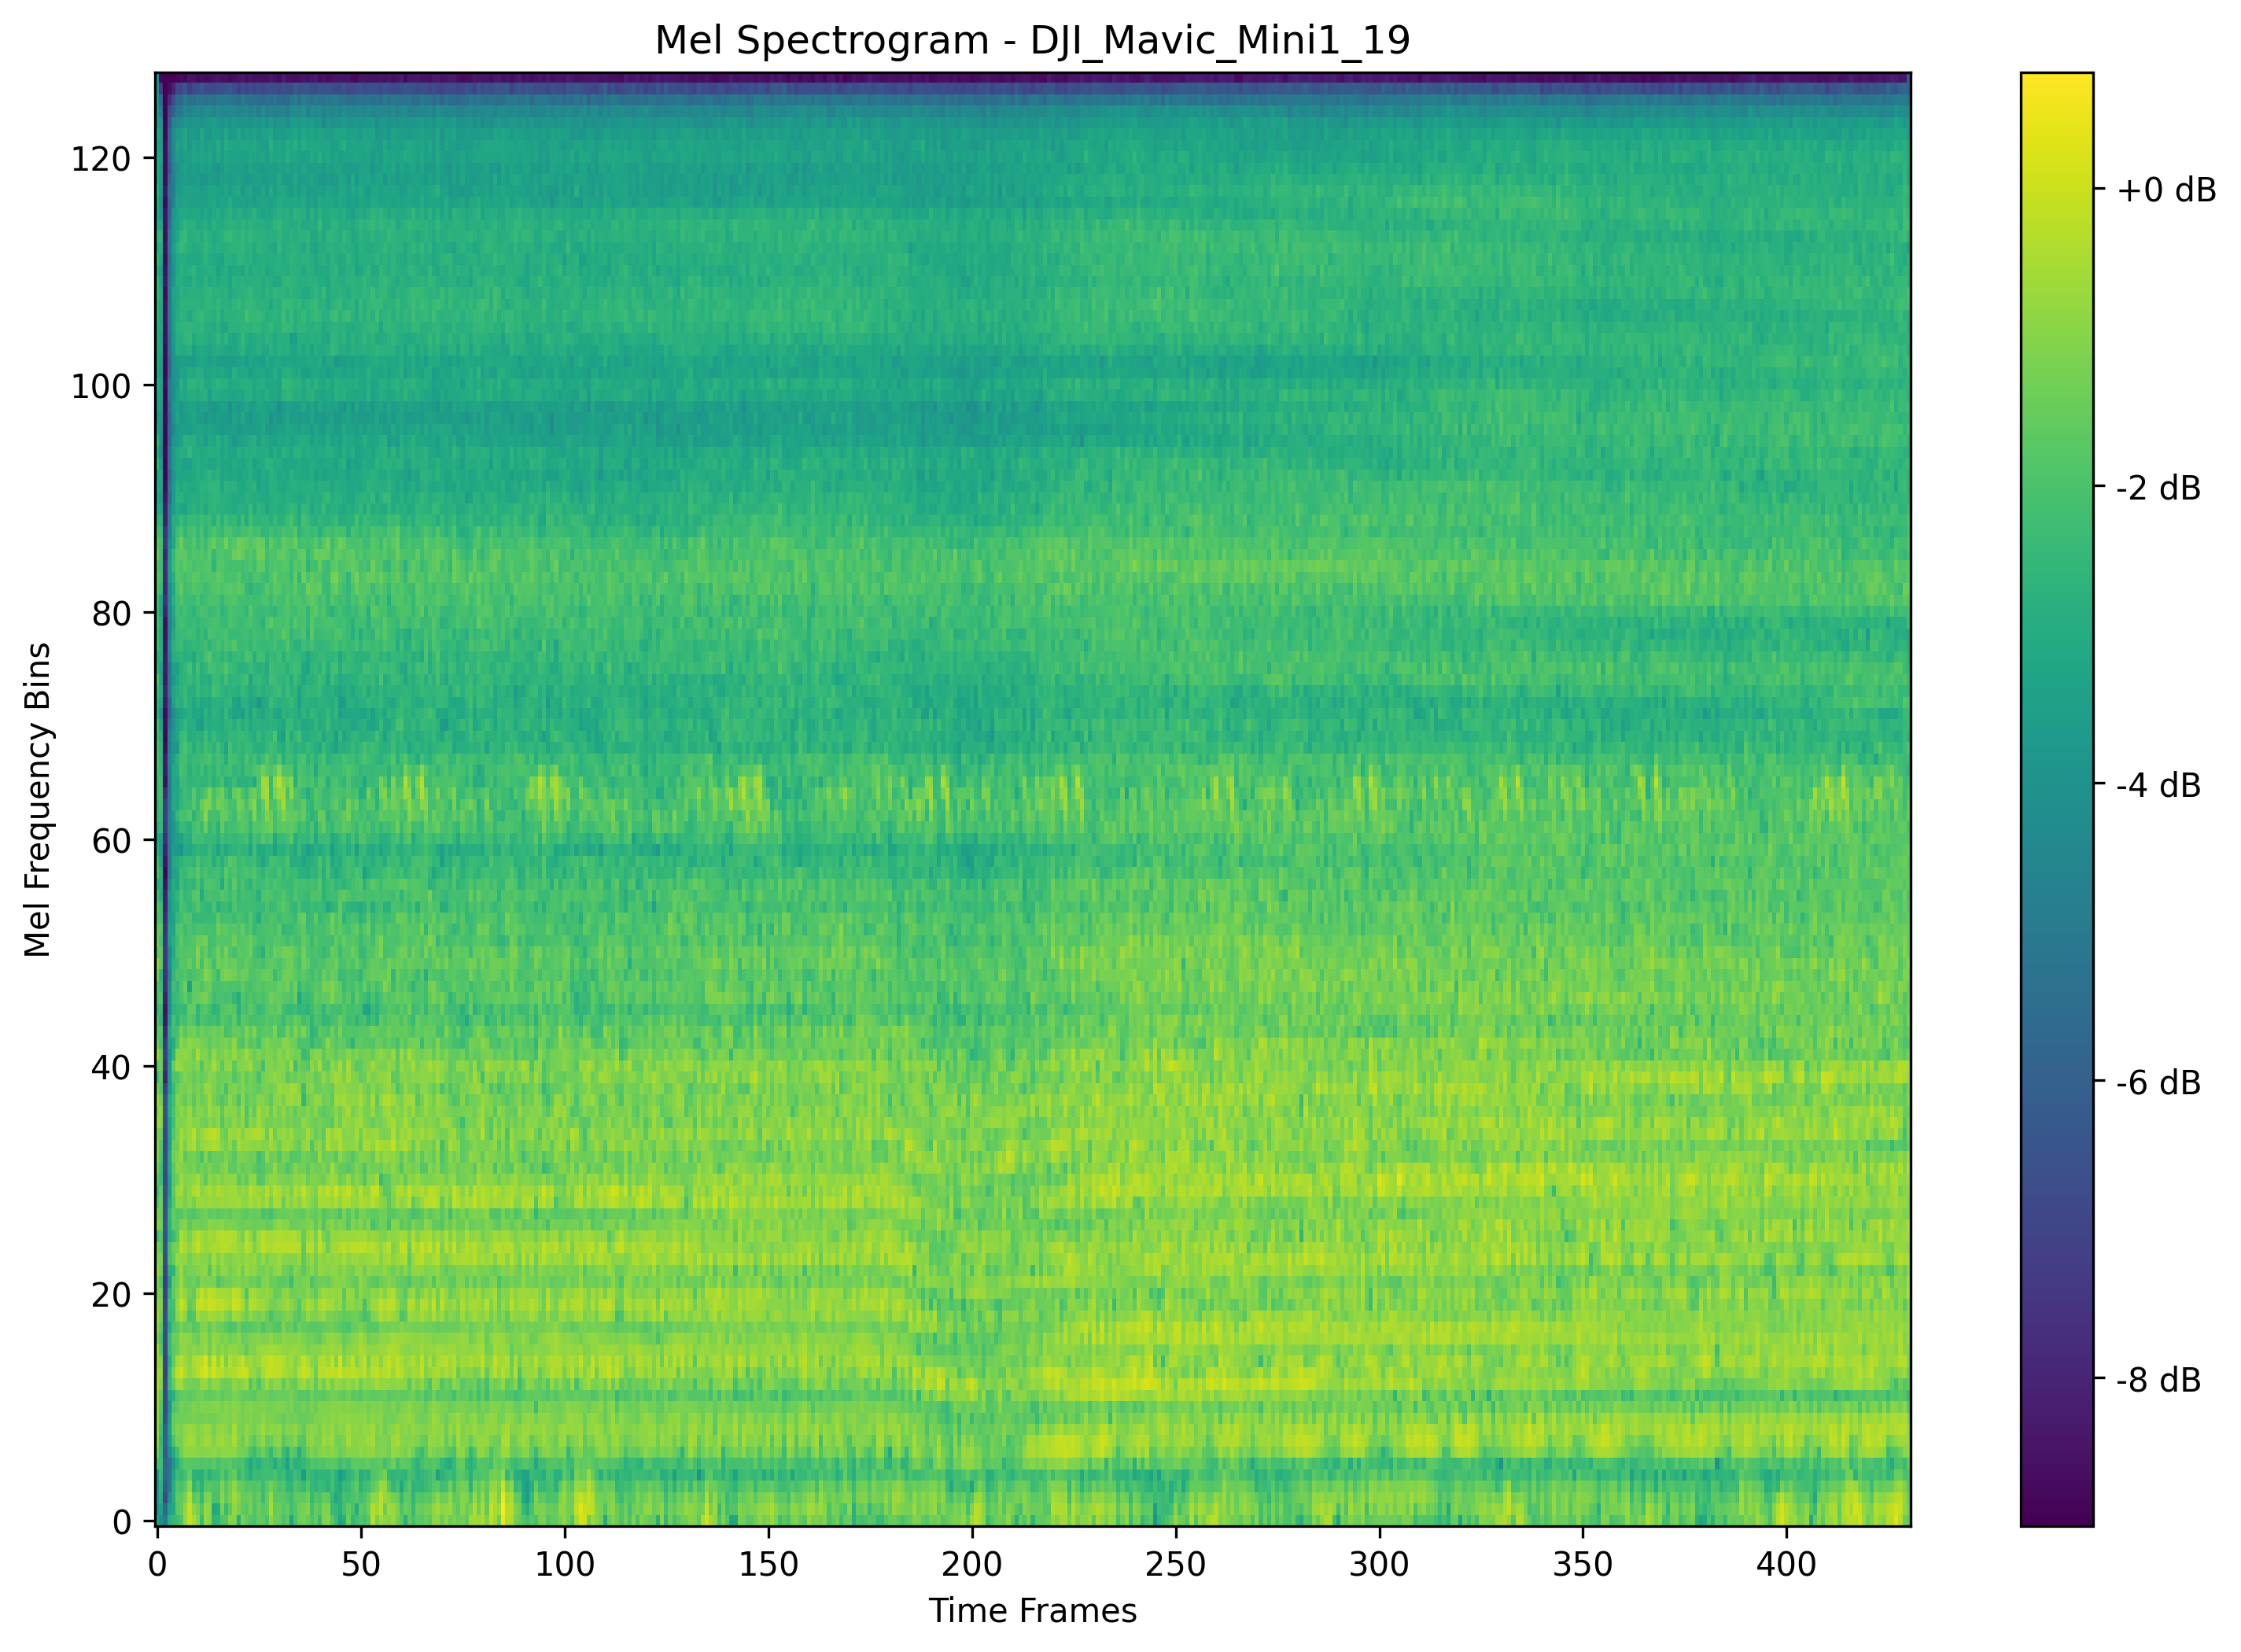 Mel Spectrogram - DJI_Mavic_Mini1_19
Mel Frequency Bins
120
100
80
60
40
20
0
0 50 100 150 200 250 300 350 400
Time Frames
+0 dB
-2 dB
-4 dB
-6 dB
-8 dB